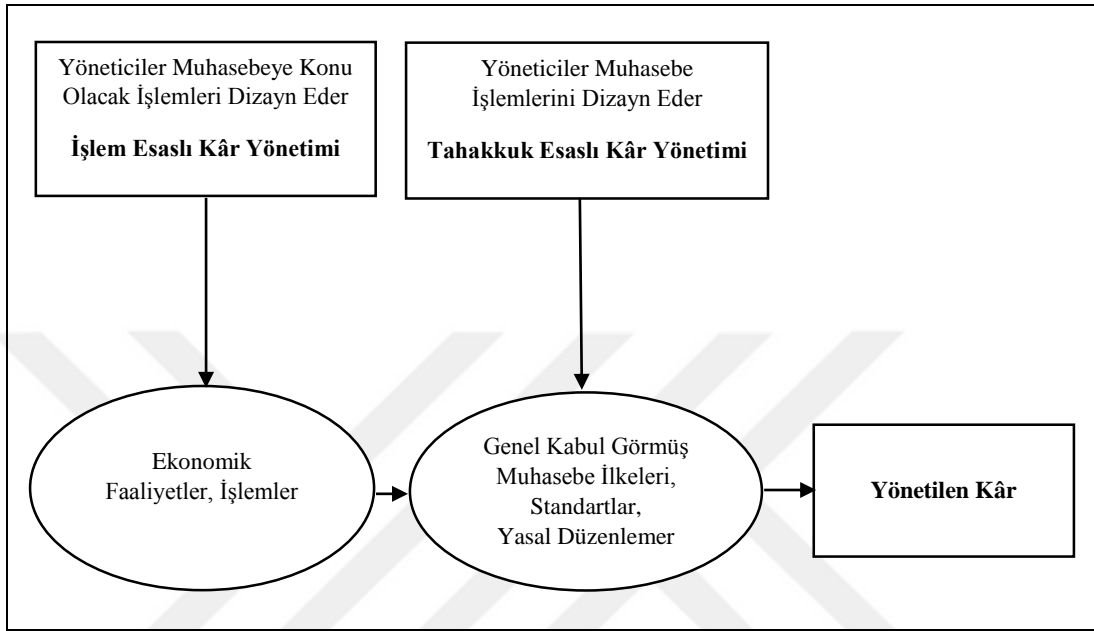 Yöneticiler Muhasebeye Konu
Olacak İşlemleri Dizayn Eder
İşlem Esaslı Kâr Yönetimi
Yöneticiler Muhasebe
İşlemlerini Dizayn Eder
Tahakkuk Esaslı Kâr Yönetimi
Ekonomik
Faaliyetler, İşlemler
Genel Kabul Görmüş
Muhasebe İlkeleri,
Standartlar,
Yasal Düzenlemer
Yönetilen Kâr